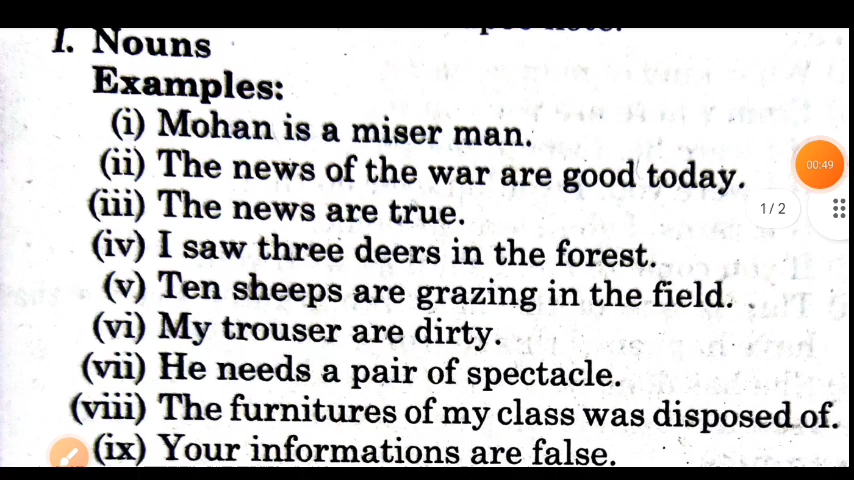 I. Nouns
Examples:
(i) Mohan is a miser man.
(ii) The news of the war are good today.
(iii) The news are true.
(iv) I saw three deers in the forest.
(v) Ten sheeps are grazing in the field.
(vi) My trouser are dirty.
(vii) He needs a pair of spectacle.
(viii) The furnitures of my class was disposed of.
(ix) Your informations are false.
00:49
1/2